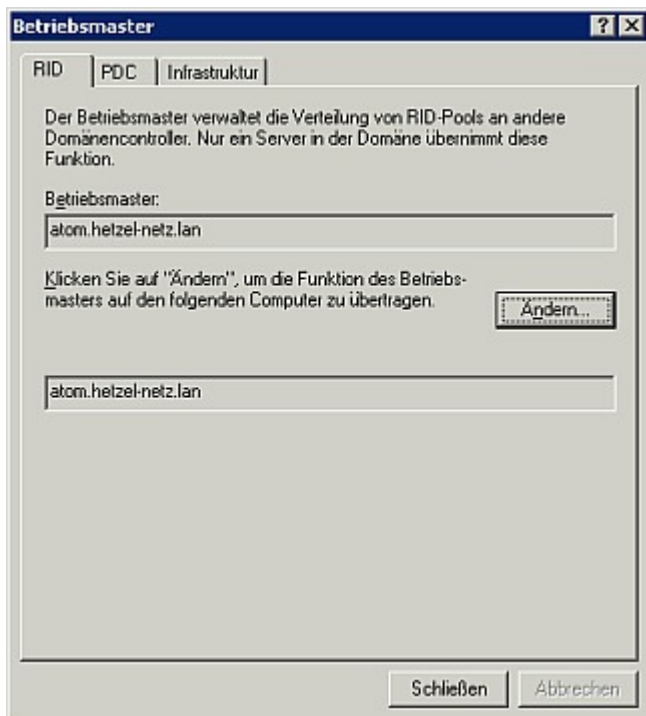 Betriebsmaster
RID
PDC
Infrastruktur
Der Betriebsmaster verwaltet die Verteilung von RID-Pools an andere
Domänencontroller. Nur ein Server in der Domäne übernimmt diese
Funktion.
Betriebsmaster:
atom.hetzel-netz.lan
Klicken Sie auf "Ändern", um die Funktion des Betriebs-
masters auf den folgenden Computer zu übertragen.
Ändern...
atom.hetzel-netz.lan
Schließen
Abbrechen